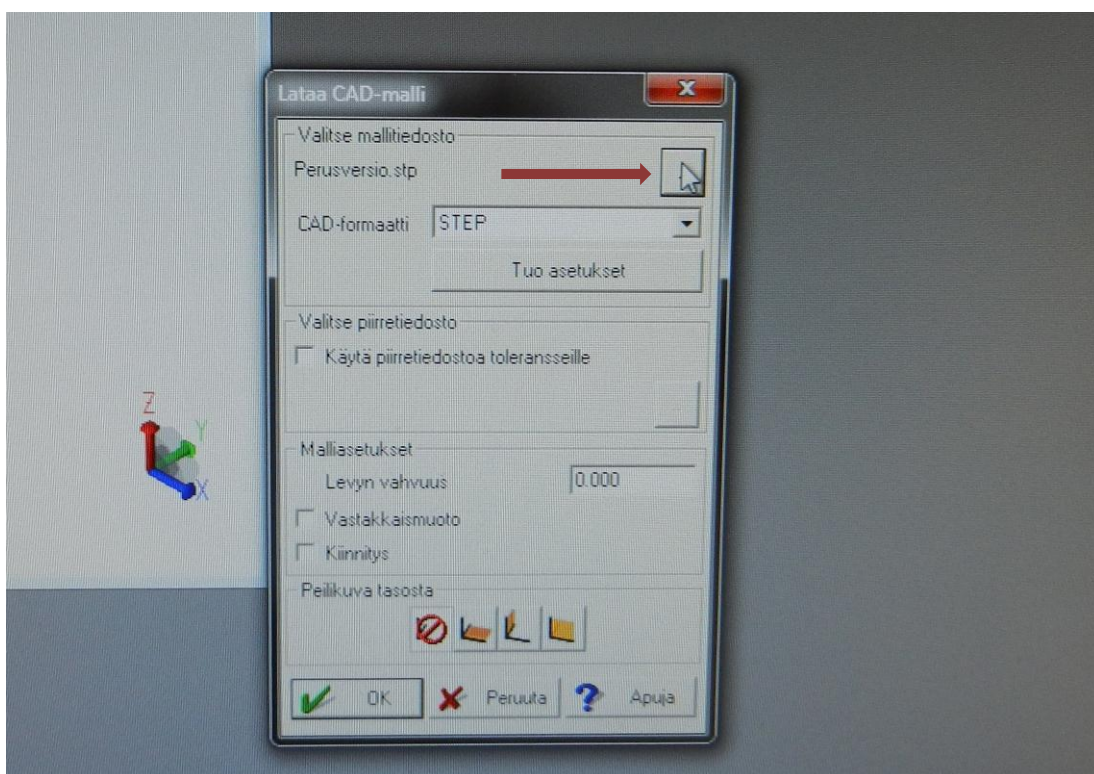 Lataa CAD-malli
Valitse mallitiedosto
Perusversio.stp
CAD-formaatti STEP
Tuo asetukset
Valitse piirretiedosto
Käytä piirretiedostoa toleransseille
Malliasetukset
Levyn vahvuus 0.000
Vastakkaismuoto
Kiinnitys
Peilikuva tasosta
OK Peruuta ? Apuja
Z
Y
X